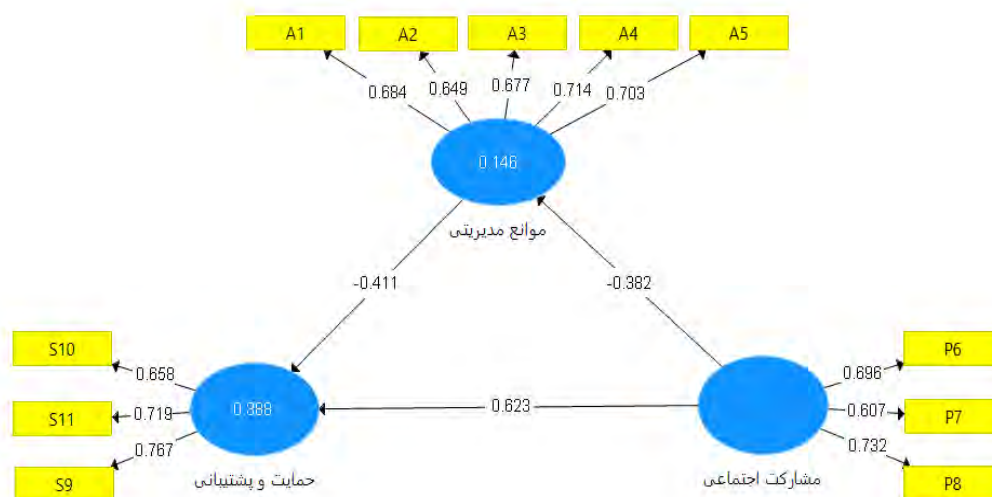 A1
A2
A3
A4
A5
0.684
0.649
0.677
0.714
0.703
0.146
موانع مدیریتی
-0.411
-0.382
S10
0.658
S11
0.719
S9
0.767
0.388
حمایت و پشتیبانی
0.623
مشارکت اجتماعی
0.696
P6
0.607
P7
0.732
P8